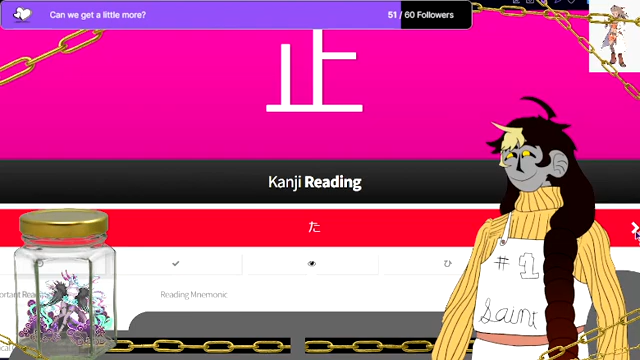 Can we get a little more?
51 / 60 Followers
止
Kanji Reading
た
ひ
Reading Mnemonic
# 1
Saint